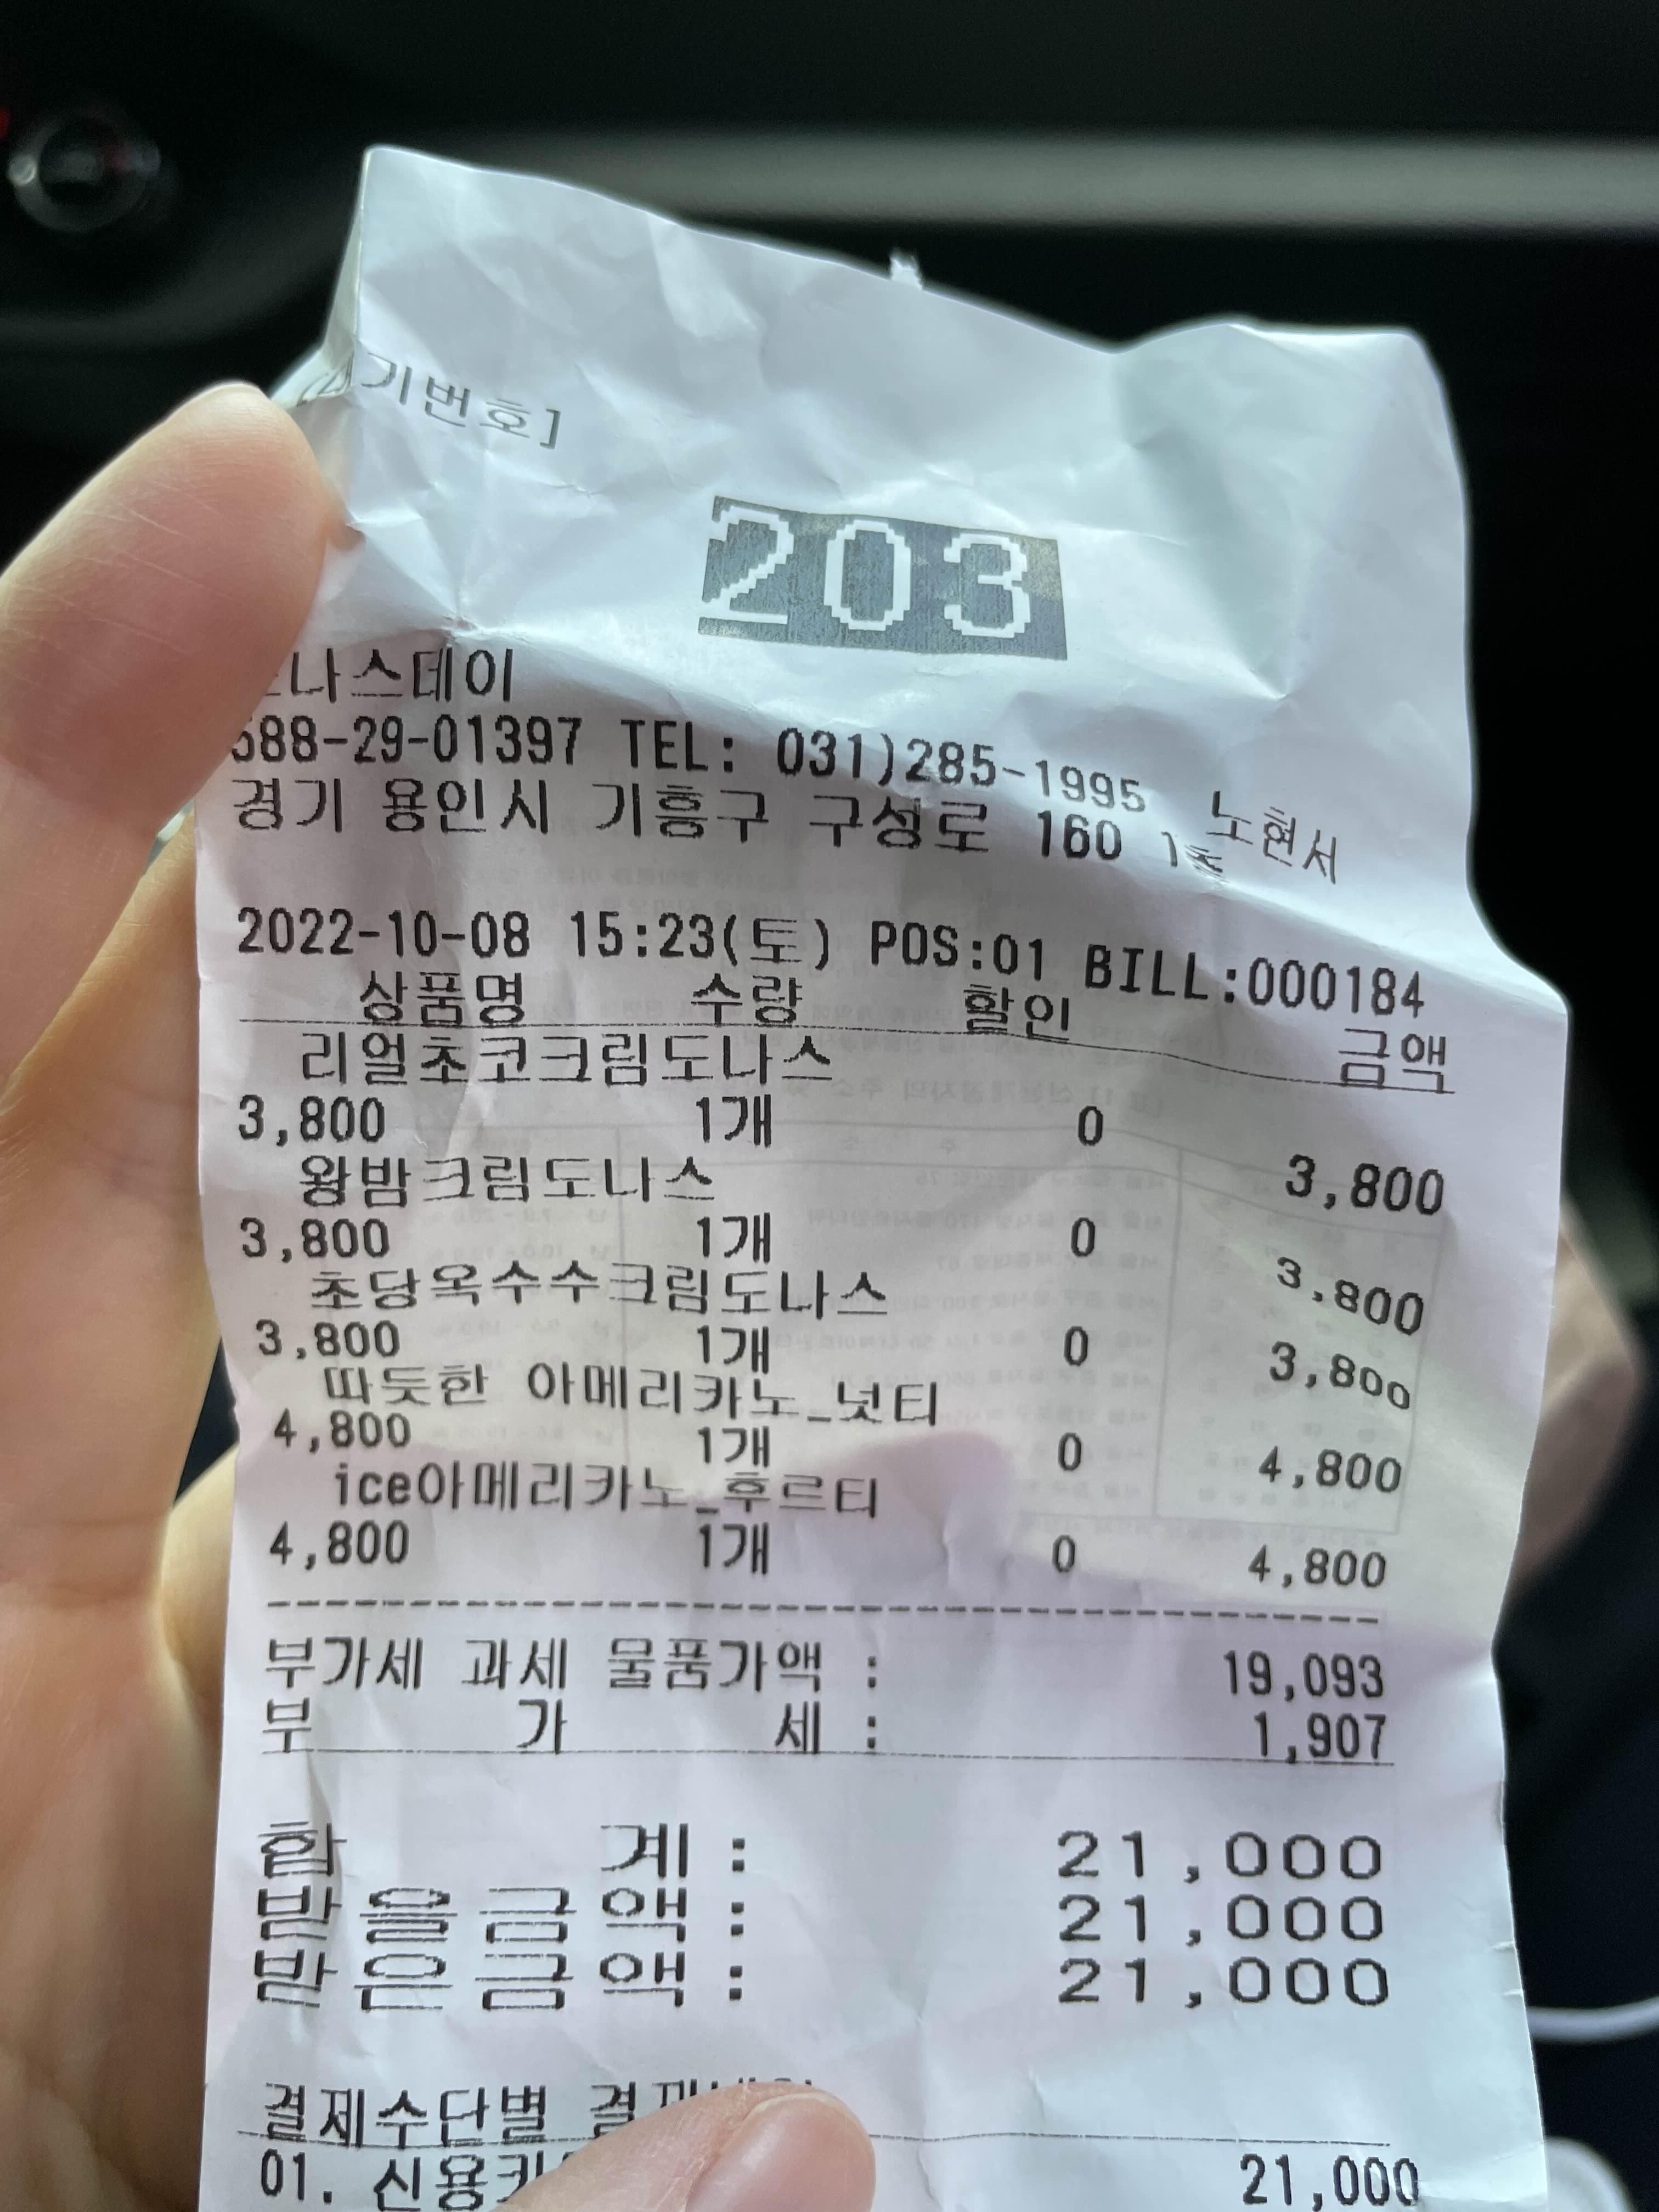 기번호]
203
나스데이
588-29-01397 TEL: 031)285-1995 노현서
경기 용인시 기흥구 구성로 160
2022-10-08 15:23(토) POS:01 BILL:000184
상품명 수량 할인 금액
리얼초코크림도나스
3,800 1개 0 3,800
왕밤크림도나스
3,800 1개 0 3,800
초당옥수수크림도나스
3,800 1개 0 3,800
따듯한 아메리카노_넛티
4,800 1개 0 4,800
ice아메리카노_후르티
4,800 1개 0 4,800
부가세 과세 물품가액 : 19,093
부 가 세 : 1,907
합 계 : 21,000
받을금액 : 21,000
받은금액 : 21,000
결제수단별
01. 신용카 21,000